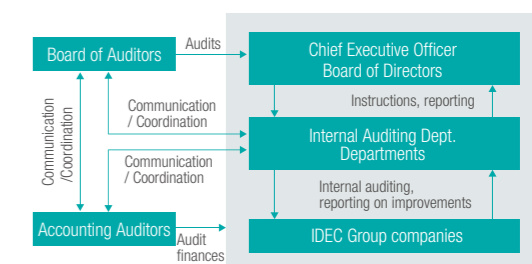 Board of Auditors
Audits
Chief Executive Officer
Board of Directors
Communication
/Coordination
Communication
/ Coordination
Instructions, reporting
Internal Auditing Dept.
Departments
Communication
/ Coordination
Internal auditing,
reporting on improvements
Accounting Auditors
Audit
finances
IDEC Group companies